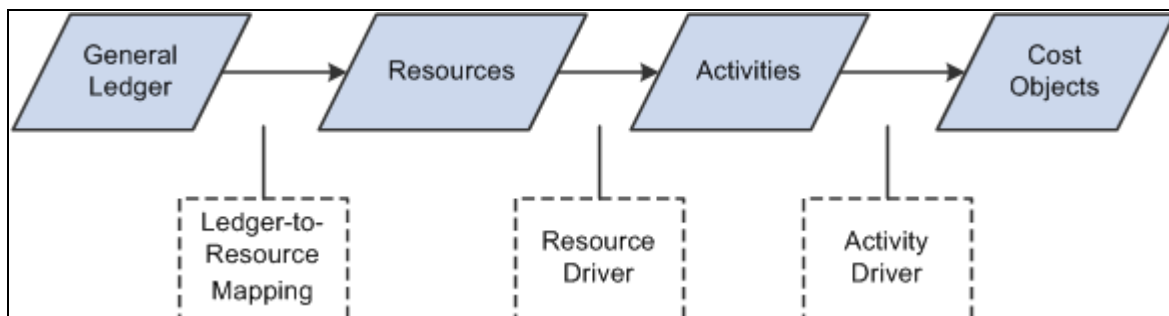 General
Ledger
Resources
Activities
Cost
Objects
Ledger-to-
Resource
Mapping
Resource
Driver
Activity
Driver